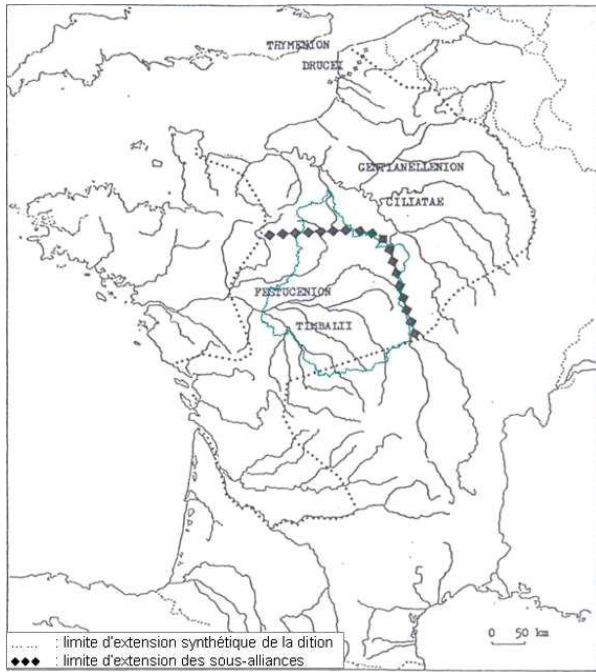 THYMENION
DRUCEI
GENTIANELLENION
CILIATAE
FESTUCENION
TIMBALII
0 50 km
... ... : limite d'extension synthétique de la dition
◆◆◆ : limite d'extension des sous-alliances